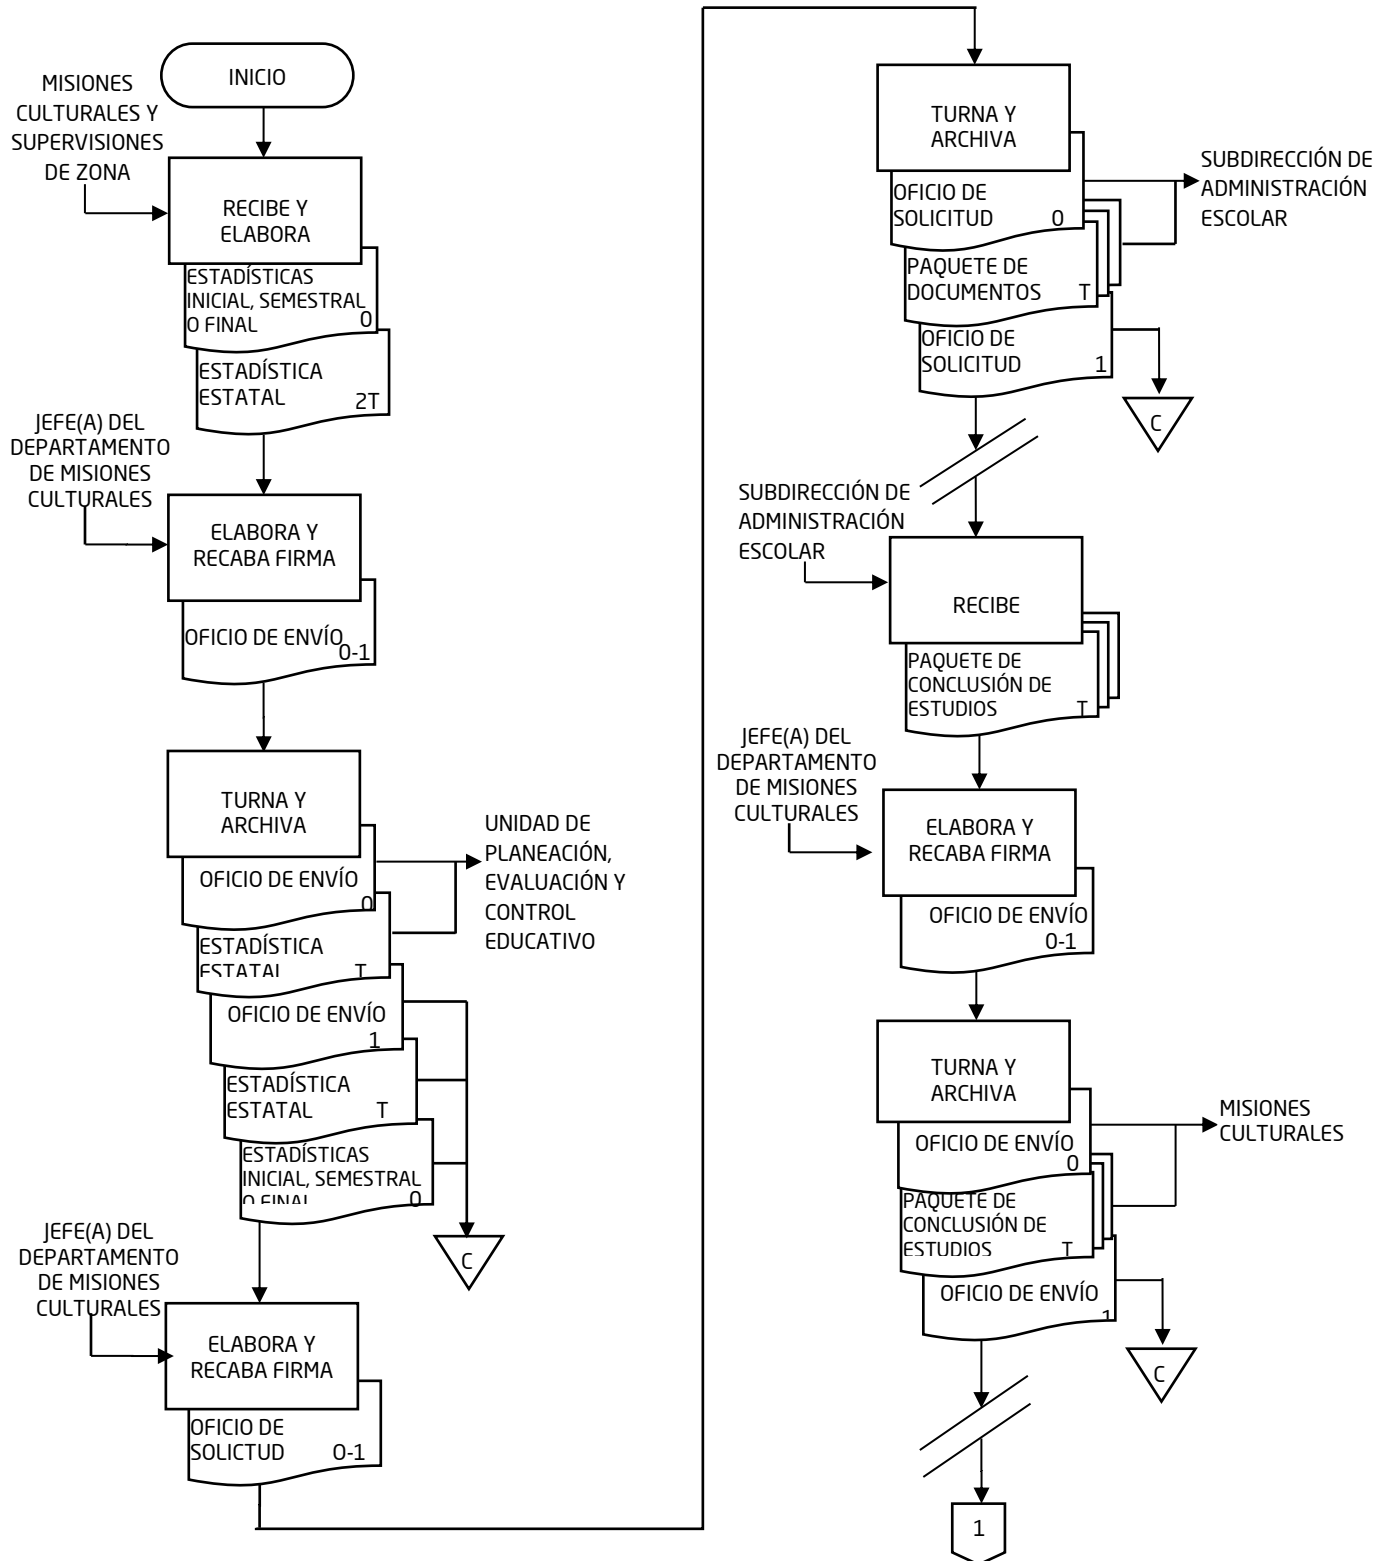 INICIO
MISIONES
CULTURALES Y
SUPERVISIONES
DE ZONA
RECIBE Y
ELABORA
ESTADÍSTICAS
INICIAL, SEMESTRAL
O FINAL
0
ESTADÍSTICA
ESTATAL
2T
JEFE(A) DEL
DEPARTAMENTO
DE MISIONES
CULTURALES
ELABORA Y
RECABA FIRMA
OFICIO DE ENVÍO
0-1
TURNA Y
ARCHIVA
OFICIO DE ENVÍO
0
ESTADÍSTICA
ESTATAL T
UNIDAD DE
PLANEACIÓN,
EVALUACIÓN Y
CONTROL
EDUCATIVO
OFICIO DE ENVÍO
1
ESTADÍSTICA
ESTATAL T
ESTADÍSTICAS
INICIAL, SEMESTRAL
O FINAL 0
C
JEFE(A) DEL
DEPARTAMENTO
DE MISIONES
CULTURALES
ELABORA Y
RECABA FIRMA
OFICIO DE
SOLICTUD 0-1
TURNA Y
ARCHIVA
OFICIO DE
SOLICITUD 0
PAQUETE DE
DOCUMENTOS T
SUBDIRECCIÓN DE
ADMINISTRACIÓN
ESCOLAR
OFICIO DE
SOLICITUD 1
C
SUBDIRECCIÓN DE
ADMINISTRACIÓN
ESCOLAR
RECIBE
PAQUETE DE
CONCLUSIÓN DE
ESTUDIOS T
JEFE(A) DEL
DEPARTAMENTO
DE MISIONES
CULTURALES
ELABORA Y
RECABA FIRMA
OFICIO DE ENVÍO
0-1
TURNA Y
ARCHIVA
OFICIO DE ENVÍO
0
PAQUETE DE
CONCLUSIÓN DE
ESTUDIOS T
MISIONES
CULTURALES
OFICIO DE ENVÍO
1
C
1